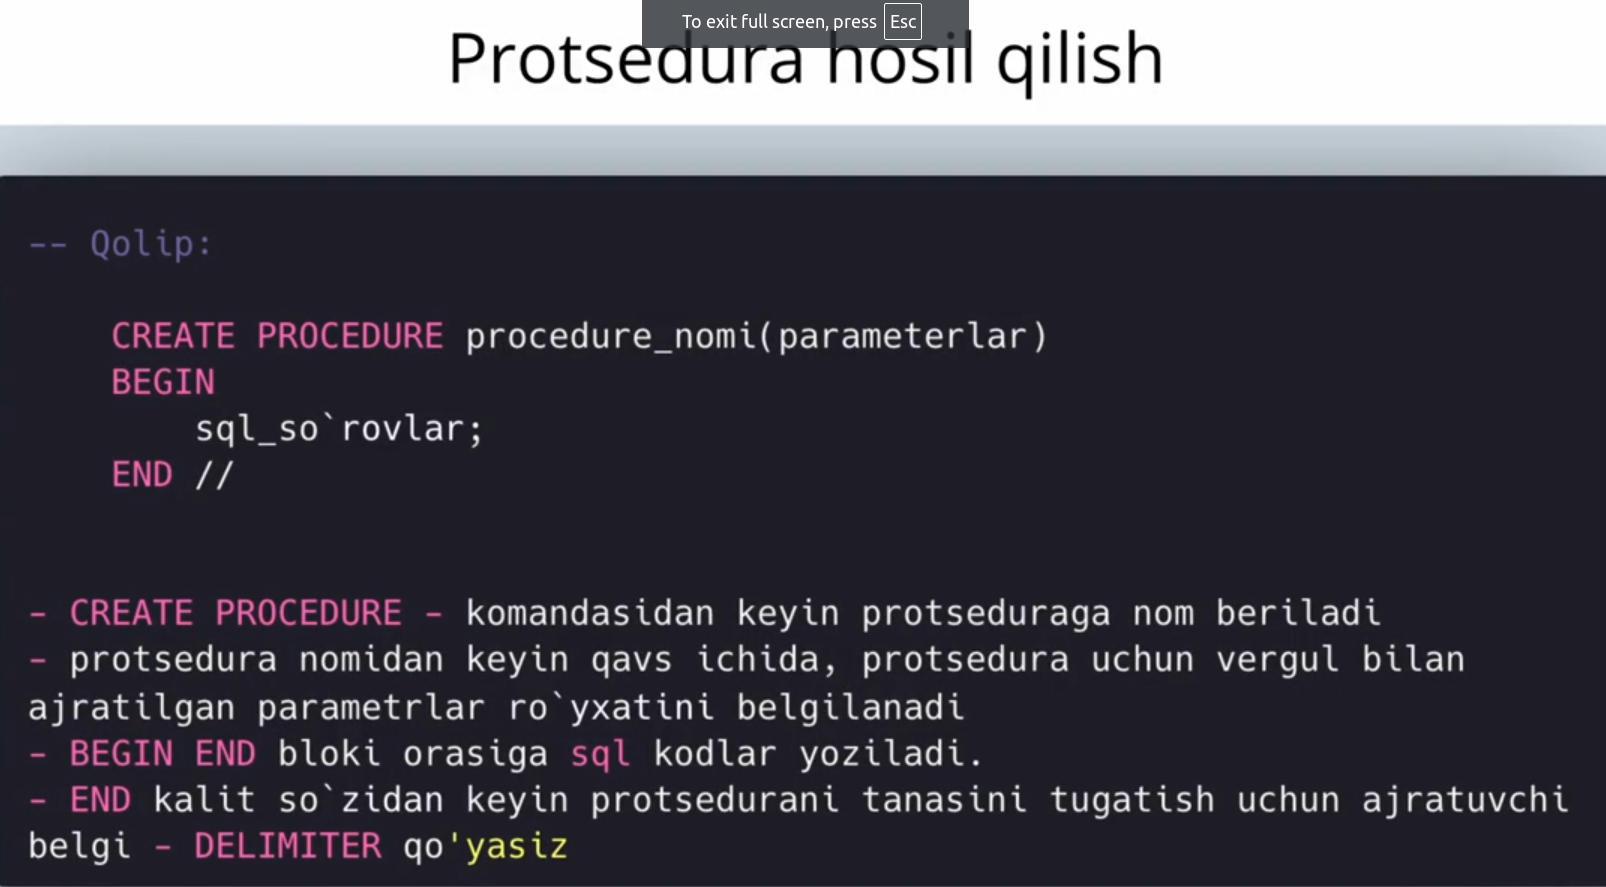 To exit full screen, press Esc
Protsedura hosil qilish
-- Qolip:
CREATE PROCEDURE procedure_nomi(parameterlar)
BEGIN
sql_so`rovlar;
END //
- CREATE PROCEDURE - komandasidan keyin protseduraga nom beriladi
- protsedura nomidan keyin qavs ichida, protsedura uchun vergul bilan
ajratilgan parametrlar ro`yxatini belgilanadi
- BEGIN END bloki orasiga sql kodlar yoziladi.
- END kalit so`zidan keyin protsedurani tanasini tugatish uchun ajratuvchi
belgi - DELIMITER qo'yasiz